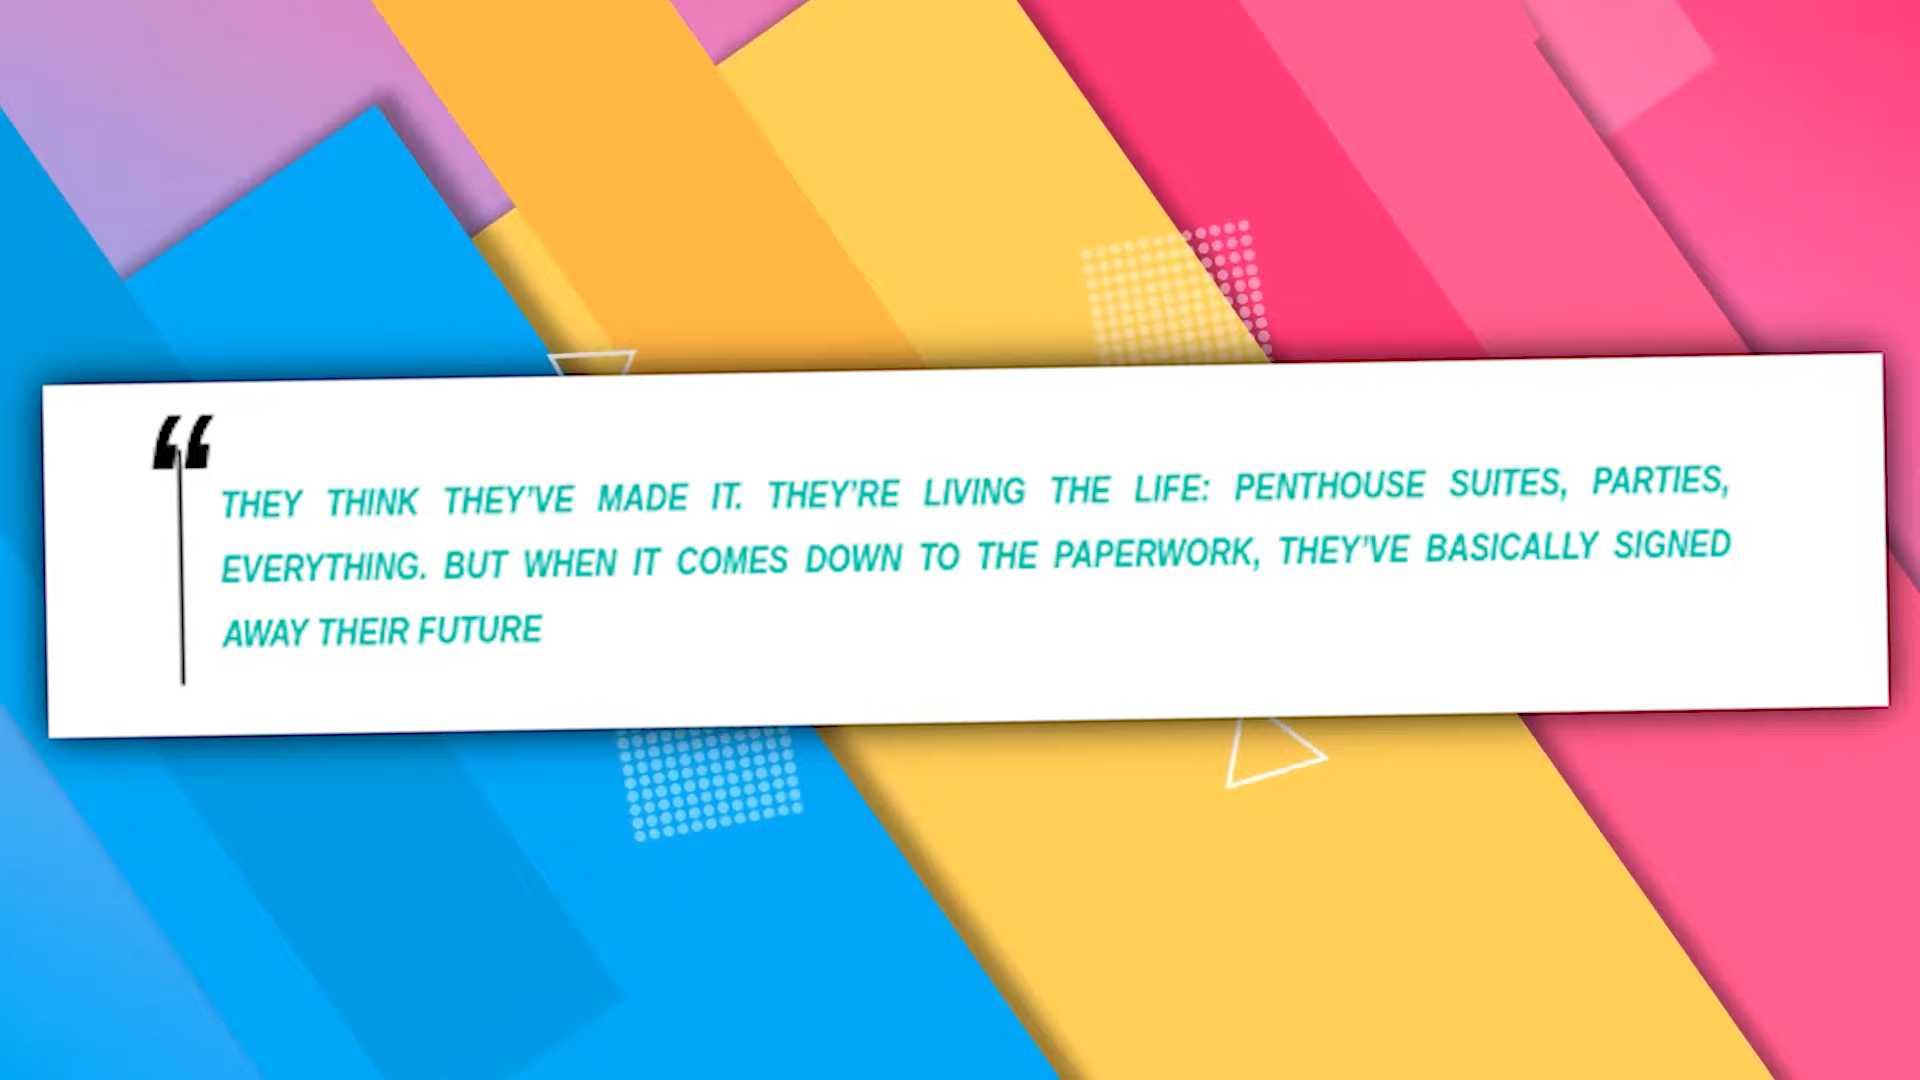 “
THEY THINK THEY’VE MADE IT. THEY’RE LIVING THE LIFE: PENTHOUSE SUITES, PARTIES,
EVERYTHING. BUT WHEN IT COMES DOWN TO THE PAPERWORK, THEY’VE BASICALLY SIGNED
AWAY THEIR FUTURE